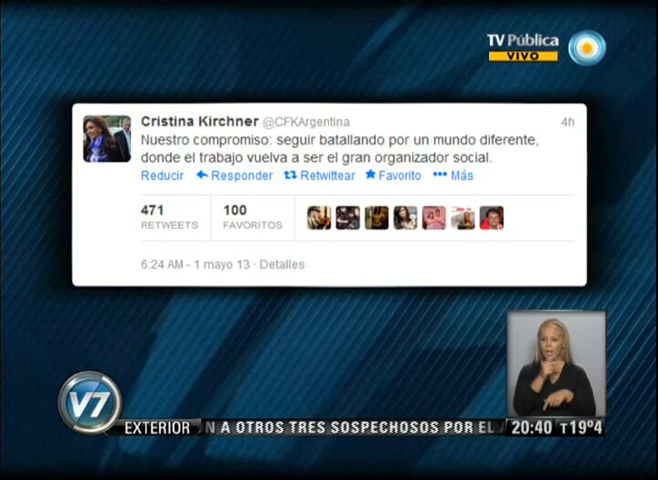 TV Pública
VIVO
Cristina Kirchner @CFKArgentina 4h
Nuestro compromiso: seguir batallando por un mundo diferente,
donde el trabajo vuelva a ser el gran organizador social.
Reducir Responder Retwittear Favorito Más
471 100
RETWEETS FAVORITOS
6:24 AM - 1 mayo 13 · Detalles
V7
EXTERIOR N A OTROS TRES SOSPECHOSOS POR EL 20:40 T19°4